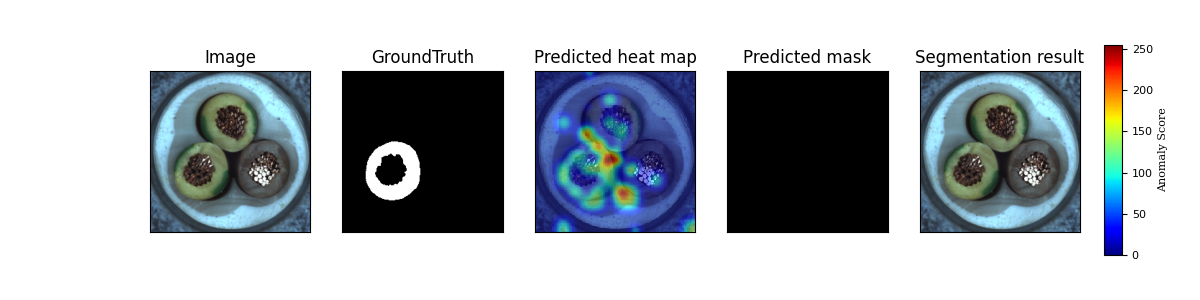 Image
GroundTruth
Predicted heat map
Predicted mask
Segmentation result
250
200
150
100
50
0
Anomaly Score